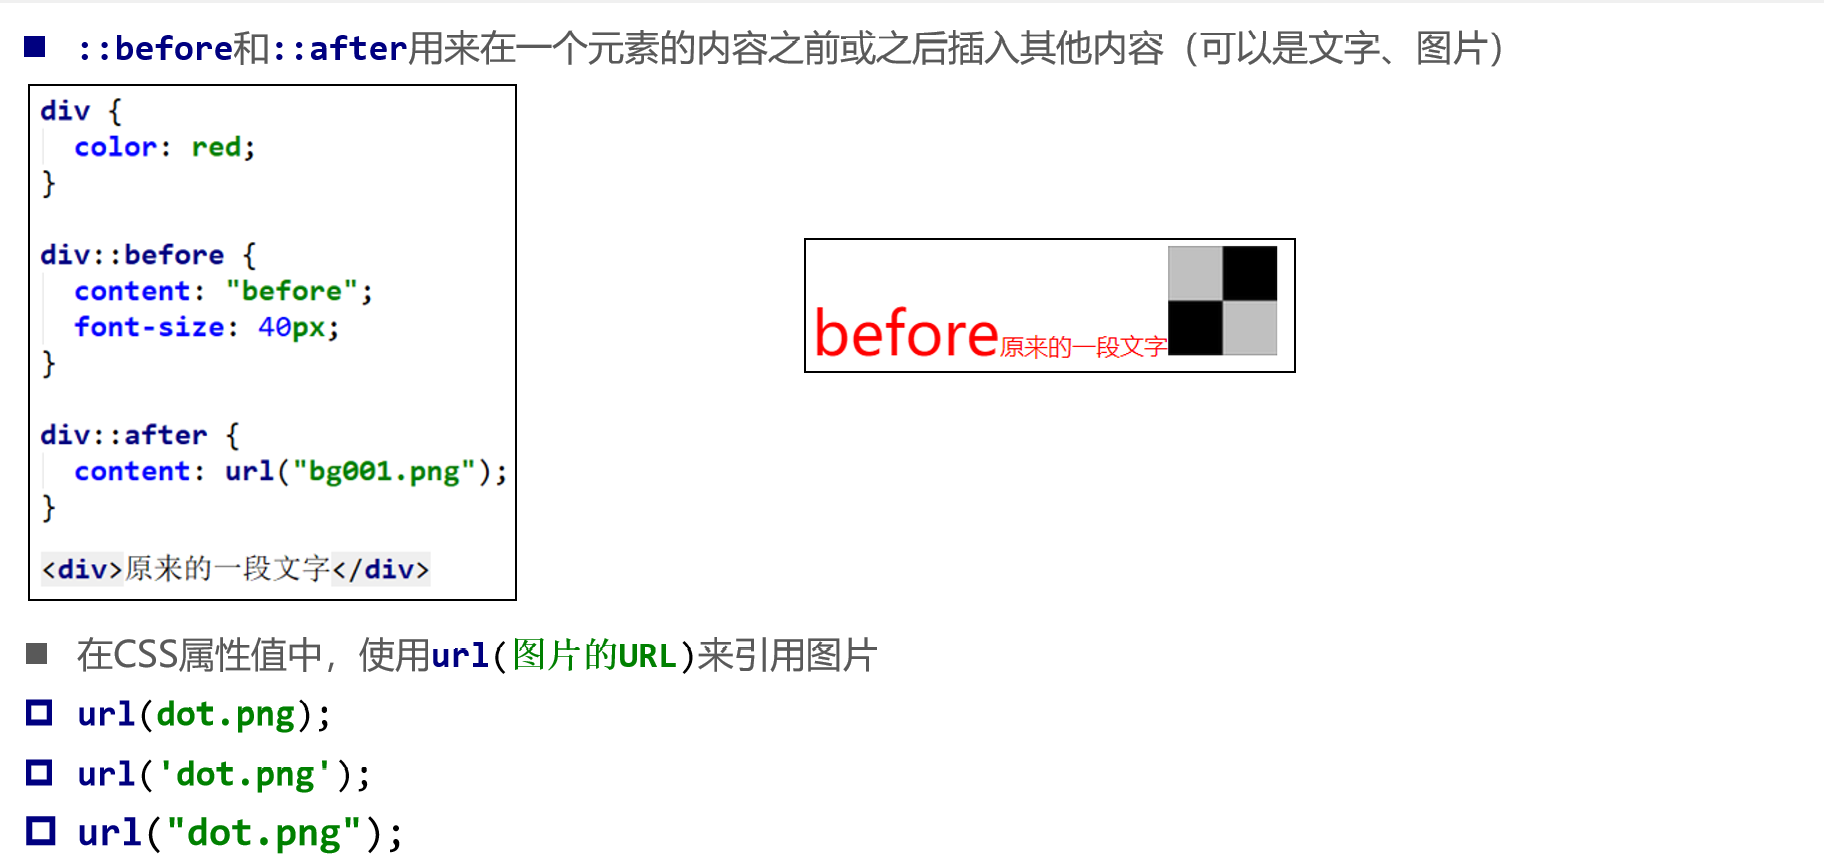 ::before和::after用来在一个元素的内容之前或之后插入其他内容（可以是文字、图片）
div {
color: red;
}
div::before {
content: "before";
font-size: 40px;
}
div::after {
content: url("bg001.png");
}
<div>原来的一段文字</div>
before原来的一段文字
在CSS属性值中，使用url(图片的URL)来引用图片
url(dot.png);
url('dot.png');
url("dot.png");